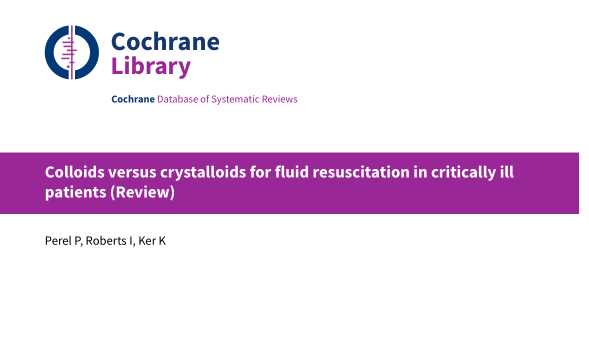 Cochrane
Library
Cochrane Database of Systematic Reviews
Colloids versus crystalloids for fluid resuscitation in critically ill
patients (Review)
Perel P, Roberts I, Ker K